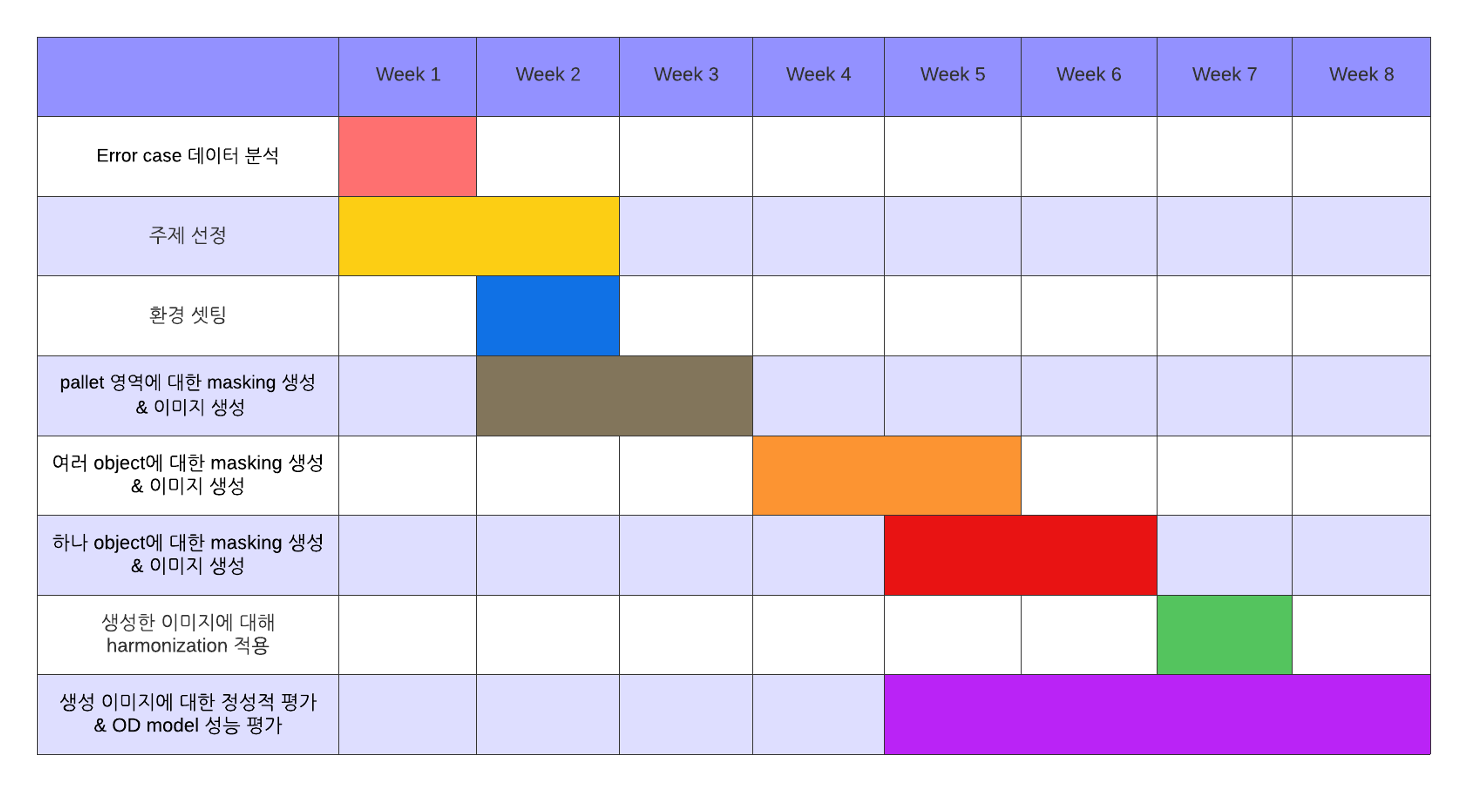 Week 1 Week 2 Week 3 Week 4 Week 5 Week 6 Week 7 Week 8
Error case 데이터 분석
주제 선정
환경 셋팅
pallet 영역에 대한 masking 생성
& 이미지 생성
여러 object에 대한 masking 생성
& 이미지 생성
하나 object에 대한 masking 생성
& 이미지 생성
생성한 이미지에 대해
harmonization 적용
생성 이미지에 대한 정성적 평가
& OD model 성능 평가